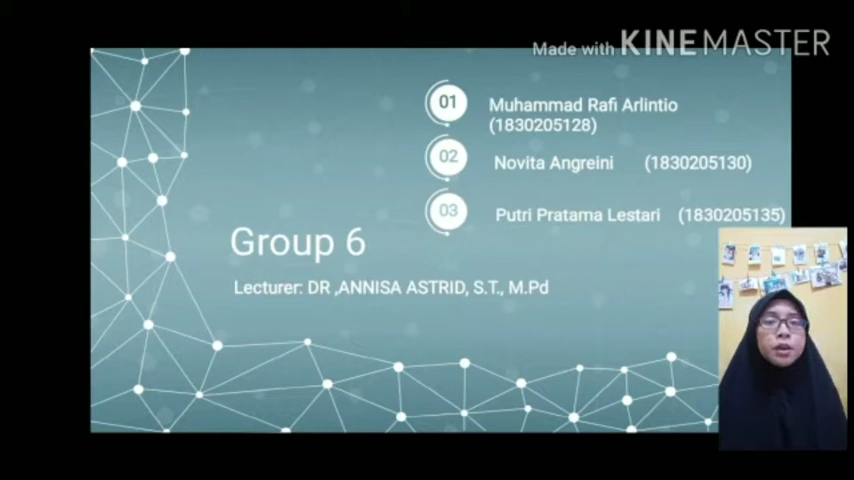 Made with KINEMASTER
01
Muhammad Rafi Arlintio
(1830205128)
02
Novita Angreini (1830205130)
03
Putri Pratama Lestari (1830205135)
Group 6
Lecturer: DR ,ANNISA ASTRID, S.T., M.Pd